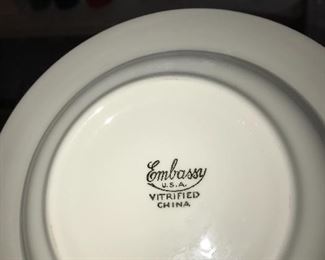 Embassy
U.S.A.
VITRIFIED
CHINA